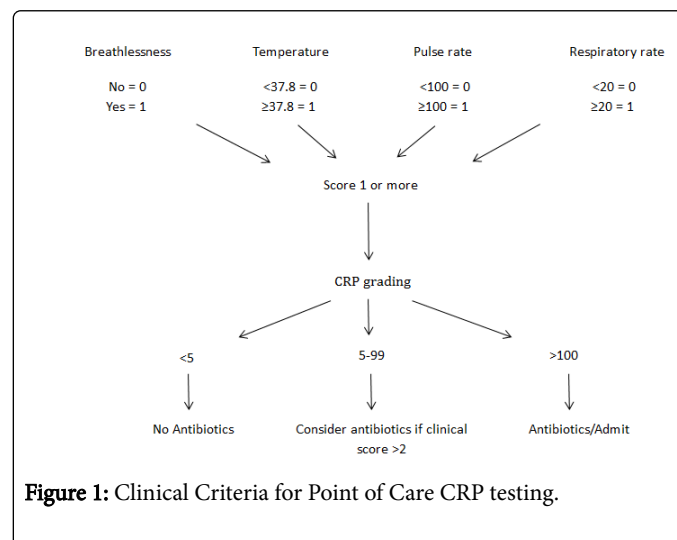 Breathlessness Temperature Pulse rate Respiratory rate
No = 0 <37.8 = 0 <100 = 0 <20 = 0
Yes = 1 ≥37.8 = 1 ≥100 = 1 ≥20 = 1
Score 1 or more
CRP grading
<5 5-99 >100
No Antibiotics Consider antibiotics if clinical Antibiotics/Admit
score >2
Figure 1: Clinical Criteria for Point of Care CRP testing.